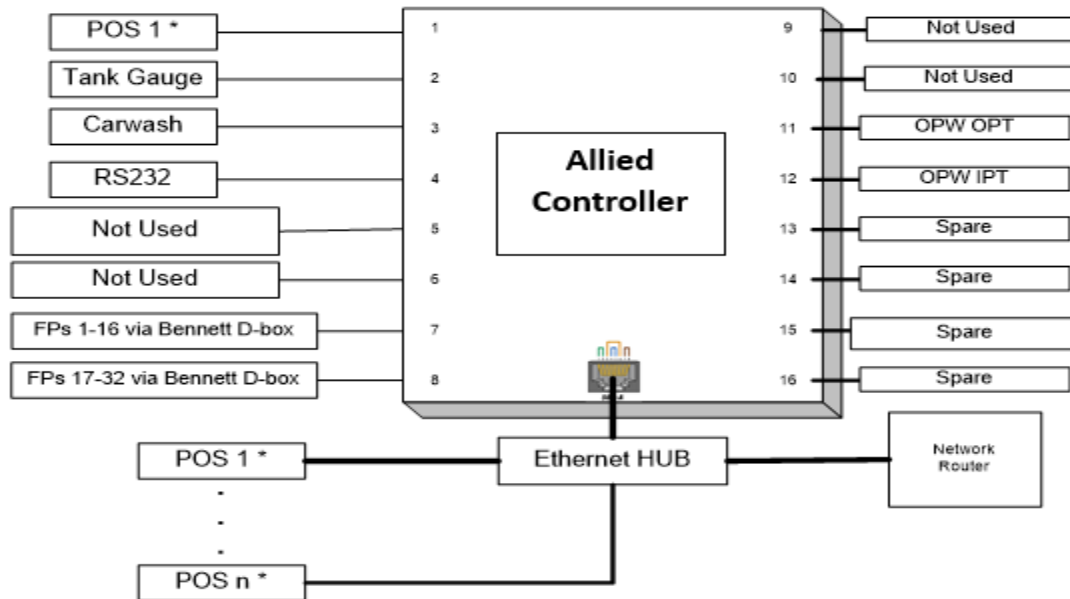 POS 1 *
1
9
Not Used
Tank Gauge
2
10
Not Used
Carwash
3
11
OPW OPT
Allied
Controller
RS232
4
12
OPW IPT
Not Used
5
13
Spare
Not Used
6
14
Spare
FPs 1-16 via Bennett D-box
7
15
Spare
FPs 17-32 via Bennett D-box
8
16
Spare
POS 1 *
Ethernet HUB
Network
Router
POS n *